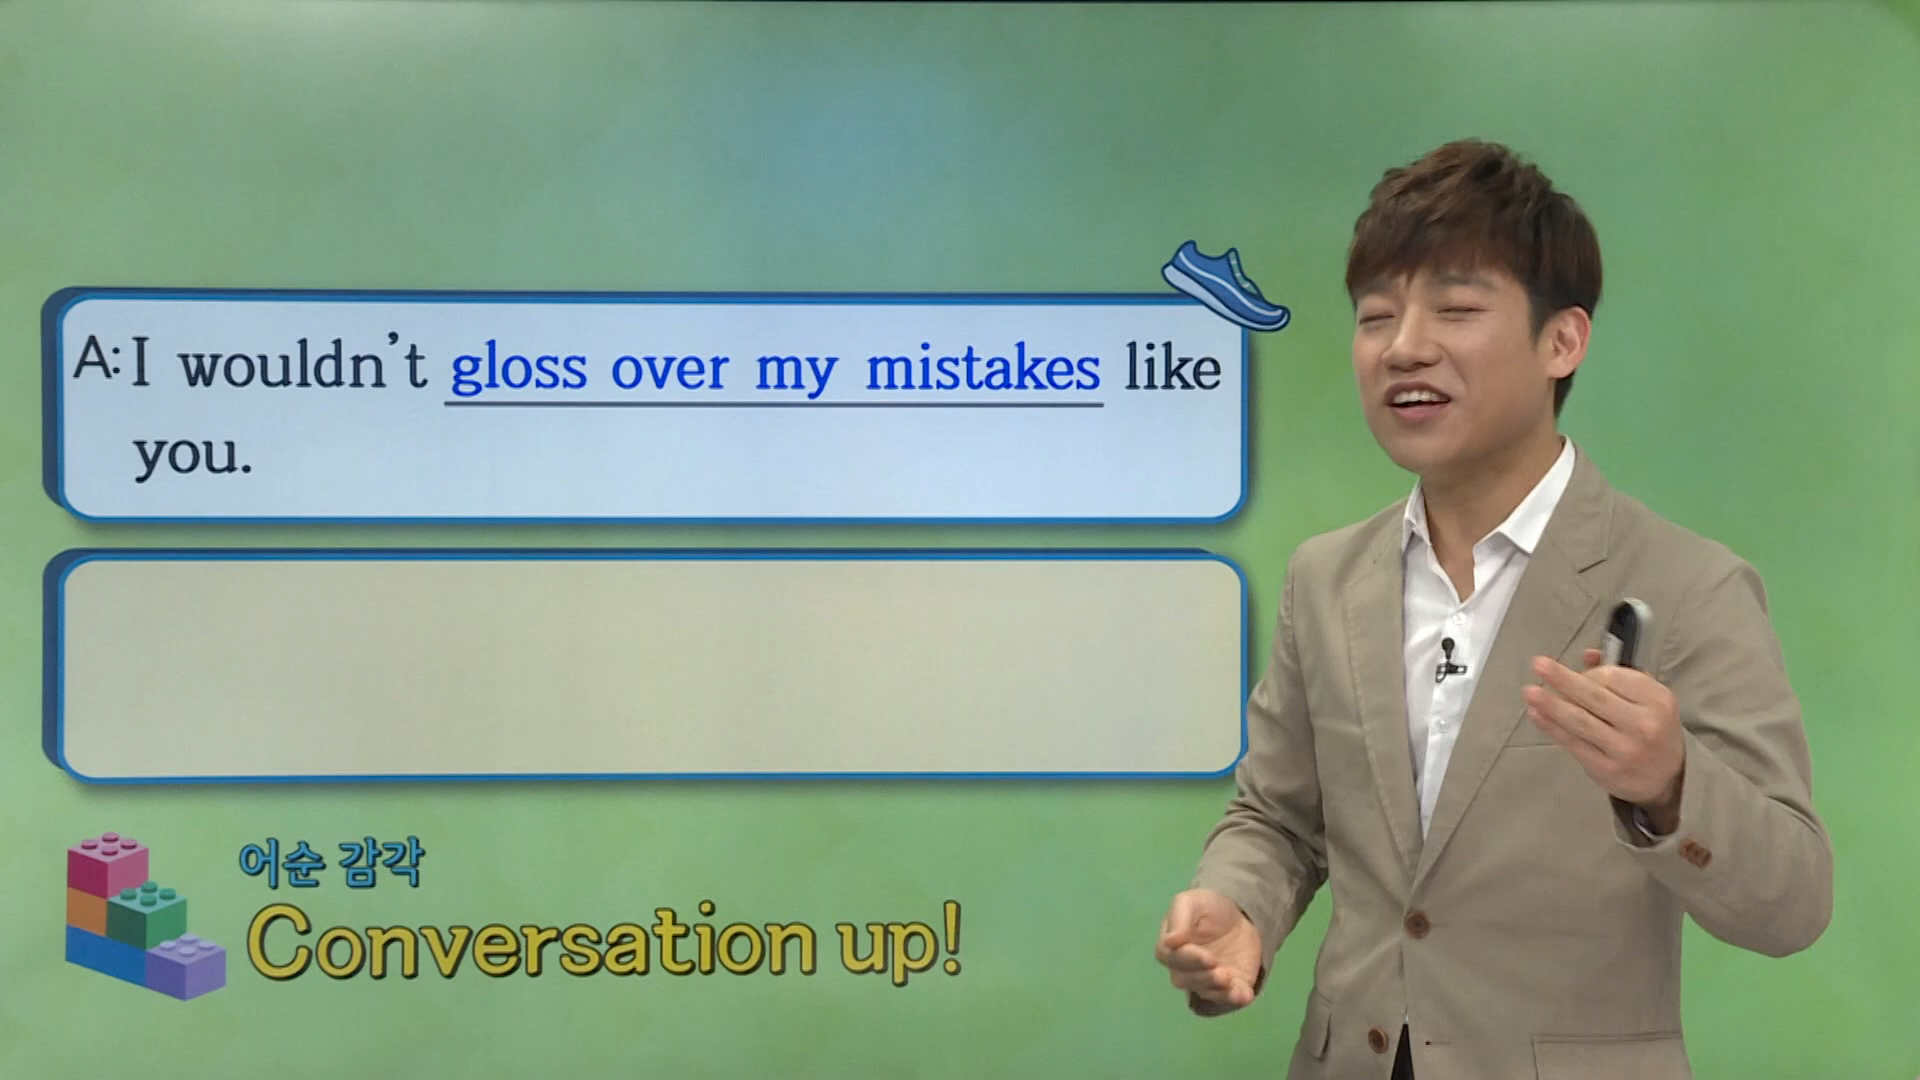 A: I wouldn't gloss over my mistakes like
you.
어순 감각
Conversation up!